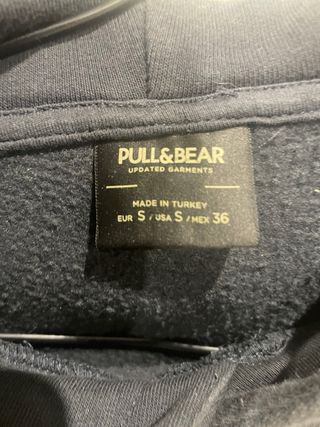 PULL&BEAR
UPDATED GARMENTS
MADE IN TURKEY
EUR S / USA S / MEX 36